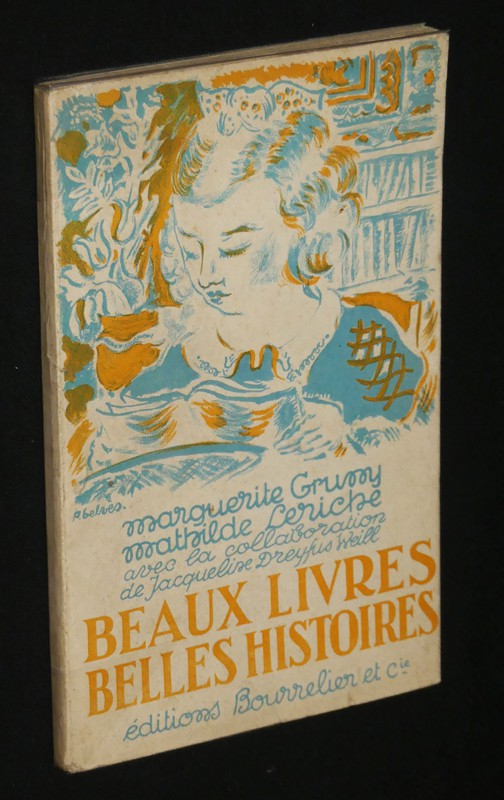 P. belves.
marguerite Gruny
mathilde Leriche
avec la collaboration
de Jacqueline Dreyfus Weill
BEAUX LIVRES
BELLES HISTOIRES
éditions Bourrelier et Cie